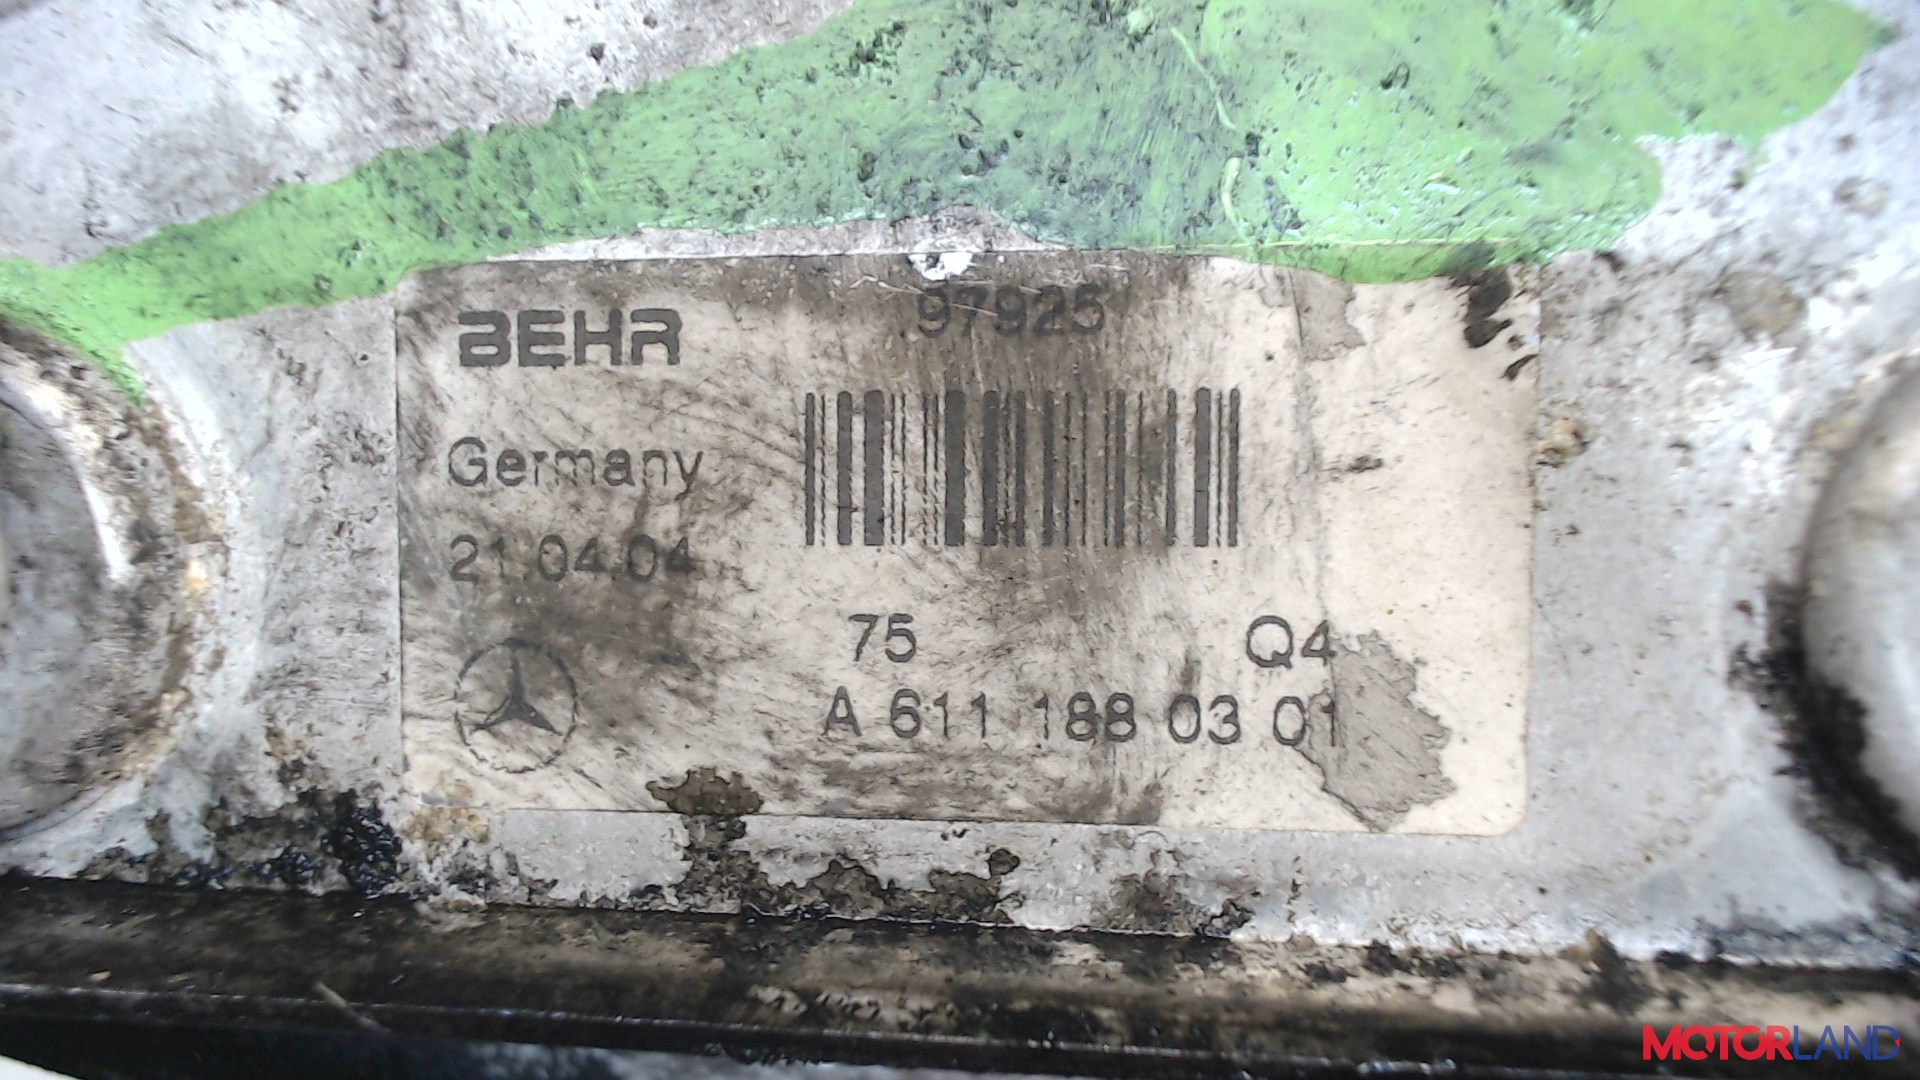 BEHR
97925
Germany
21.04.04
75 Q4
A 611 188 03 01
MOTORLAND